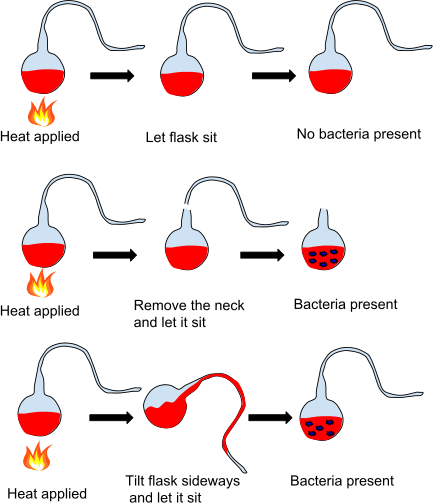 Heat applied
Let flask sit
No bacteria present
Heat applied
Remove the neck
and let it sit
Bacteria present
Heat applied
Tilt flask sideways
and let it sit
Bacteria present